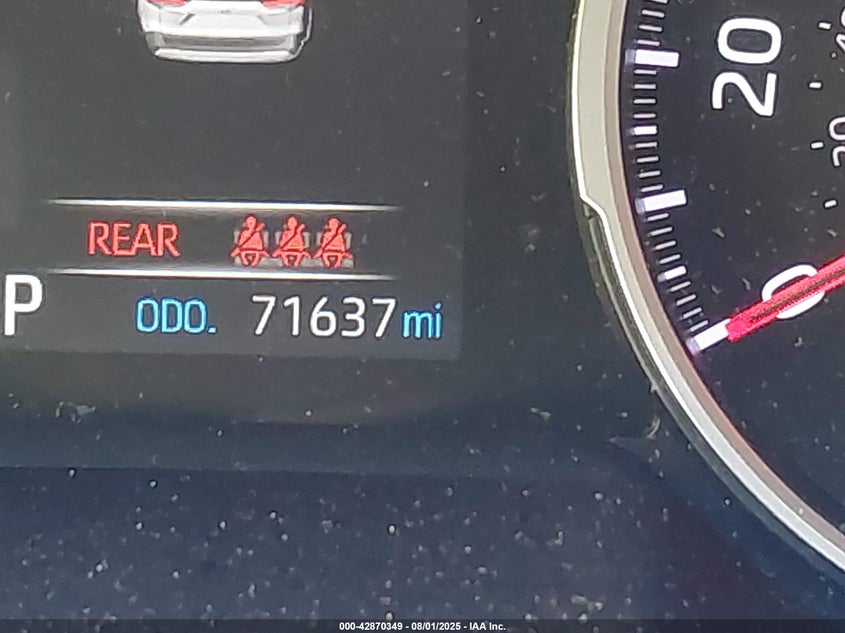 20
REAR
0
P ODO. 71637 mi
000-42870349 - 08/01/2025 - IAA Inc.